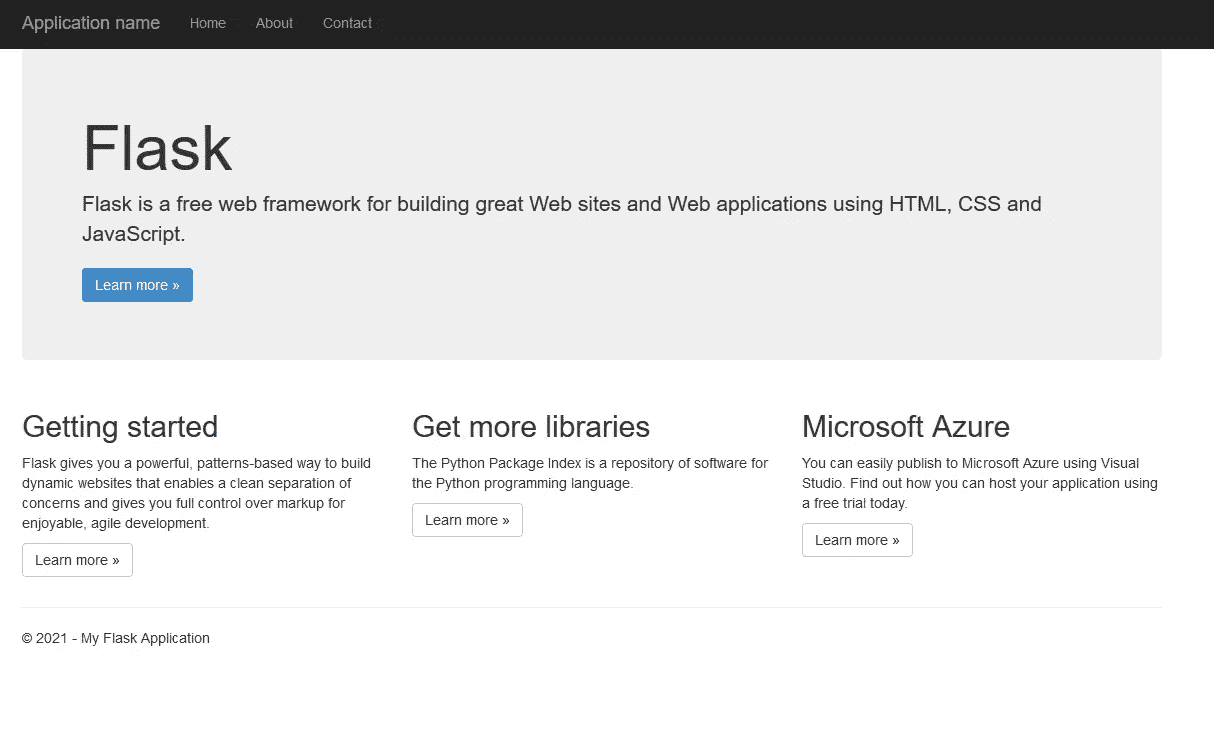 Application name Home About Contact
Flask
Flask is a free web framework for building great Web sites and Web applications using HTML, CSS and
JavaScript.
Learn more »
Getting started
Flask gives you a powerful, patterns-based way to build
dynamic websites that enables a clean separation of
concerns and gives you full control over markup for
enjoyable, agile development.
Learn more »
Get more libraries
The Python Package Index is a repository of software for
the Python programming language.
Learn more »
Microsoft Azure
You can easily publish to Microsoft Azure using Visual
Studio. Find out how you can host your application using
a free trial today.
Learn more »
© 2021 - My Flask Application